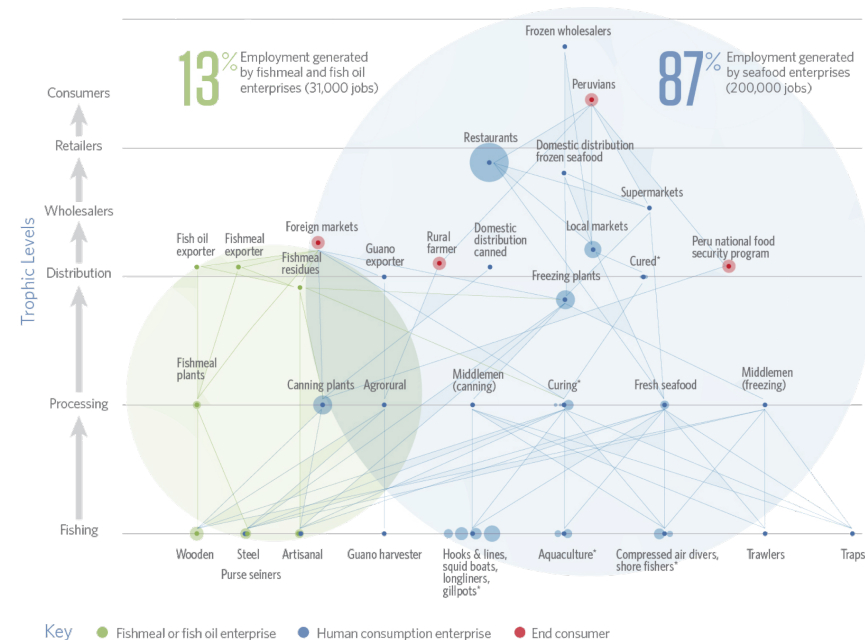 Frozen wholesalers
13% Employment generated
by fishmeal and fish oil
enterprises (31,000 jobs)
87% Employment generated
by seafood enterprises
(200,000 jobs)
Trophic Levels
Consumers
Retailers
Wholesalers
Distribution
Processing
Fishing
Peruvians
Restaurants
Domestic distribution
frozen seafood
Supermarkets
Fish oil
exporter
Fishmeal
exporter
Foreign markets
Fishmeal
residues
Guano
exporter
Rural
farmer
Domestic
distribution
canned
Local markets
Freezing plants
Cured*
Peru national food
security program
Fishmeal
plants
Canning plants
Agrorural
Middlemen
(canning)
Curing*
Fresh seafood
Middlemen
(freezing)
Wooden
Steel
Artisanal
Purse seiners
Guano harvester
Hooks & lines,
squid boats,
longliners,
gillpots*
Aquaculture*
Compressed air divers,
shore fishers*
Trawlers
Traps
Key
Fishmeal or fish oil enterprise
Human consumption enterprise
End consumer